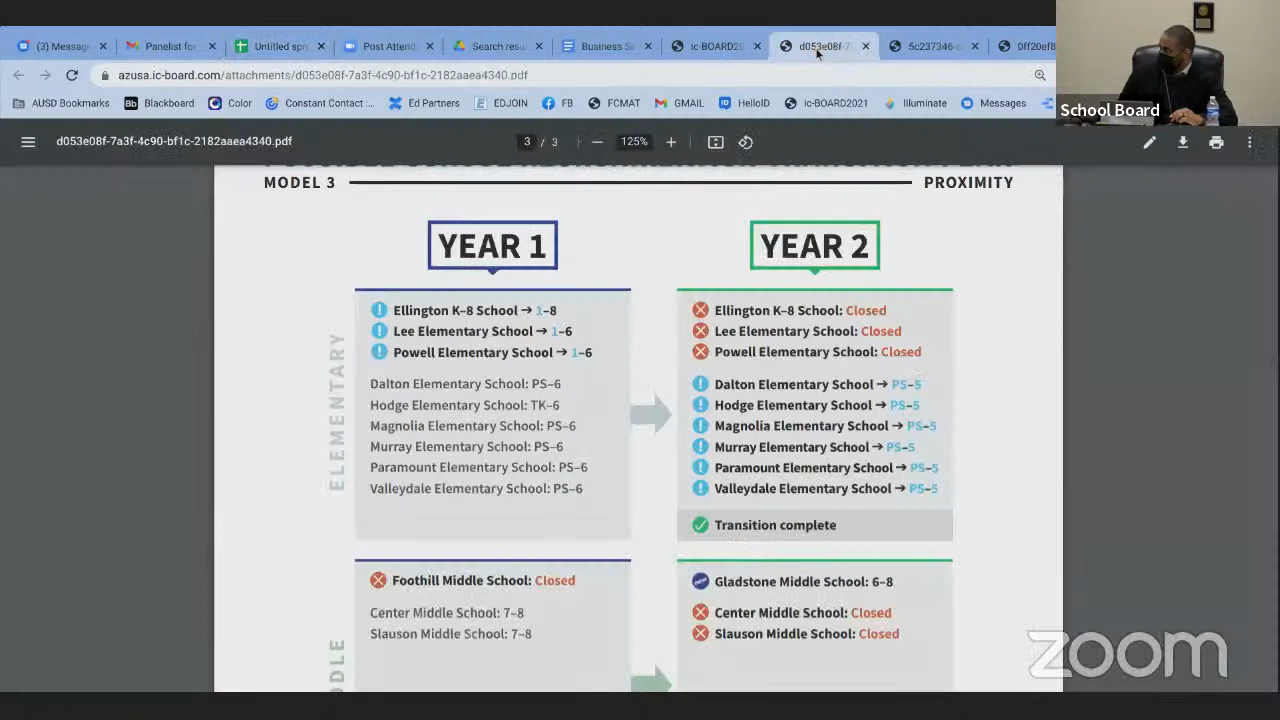 (3) Messag
Panelist for
Untitled spr
Post Attend
Search resu
Business Se
ic-BOARD20
d053e08f-7
5c237346-
0ff20ef8
azusa.ic-board.com/attachments/d053e08f-7a3f-4c90-bf1c-2182aaea4340.pdf
AUSD Bookmarks
Bb Blackboard
Color
Constant Contact :...
Ed Partners
EDJOIN
FB
FCMAT
GMAIL
HelloID
ic-BOARD2021
Illuminate
Messages
School Board
d053e08f-7a3f-4c90-bf1c-2182aaea4340.pdf
3 / 3
125%
MODEL 3
PROXIMITY
YEAR 1
YEAR 2
ELEMENTARY
Ellington K–8 School → 1–8
Lee Elementary School → 1–6
Powell Elementary School → 1–6
Dalton Elementary School: PS–6
Hodge Elementary School: TK–6
Magnolia Elementary School: PS–6
Murray Elementary School: PS–6
Paramount Elementary School: PS–6
Valleydale Elementary School: PS–6
Ellington K–8 School: Closed
Lee Elementary School: Closed
Powell Elementary School: Closed
Dalton Elementary School → PS–5
Hodge Elementary School → PS–5
Magnolia Elementary School → PS–5
Murray Elementary School → PS–5
Paramount Elementary School → PS–5
Valleydale Elementary School → PS–5
Transition complete
DDLE
Foothill Middle School: Closed
Center Middle School: 7–8
Slauson Middle School: 7–8
Gladstone Middle School: 6–8
Center Middle School: Closed
Slauson Middle School: Closed
zoom